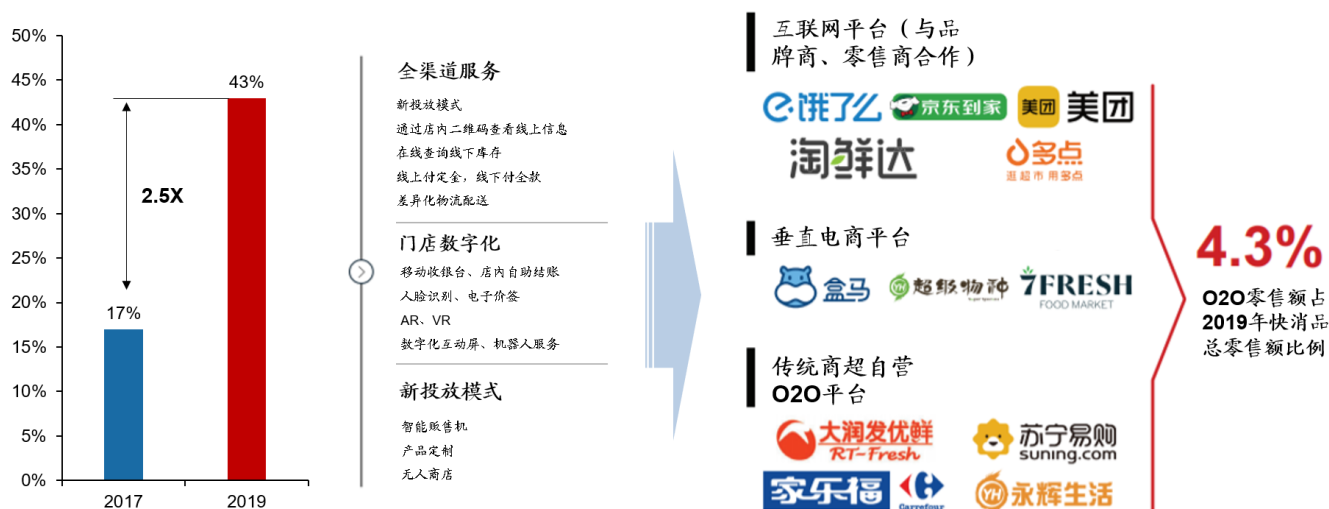 50%
45%
40%
35%
30%
25%
20%
15%
10%
5%
0%
43%
2.5X
17%
2017
2019
全渠道服务
新投放模式
通过店内二维码查看线上信息
在线查询线下库存
线上付定金，线下付全款
差异化物流配送
门店数字化
移动收银台、店内自助结账
人脸识别、电子价签
AR、VR
数字化互动屏、机器人服务
新投放模式
智能贩售机
产品定制
无人商店
互联网平台（与品
牌商、零售商合作）
饿了么
京东到家
美团
美团
淘鲜达
多点
逛超市 用多点
垂直电商平台
盒马
YH
超级物种
7FRESH
FOOD MARKET
传统商超自营
O2O平台
大润发优鲜
RT-Fresh
苏宁易购
suning.com
家乐福
Carrefour
YH
永辉生活
4.3%
O2O零售额占
2019年快消品
总零售额比例